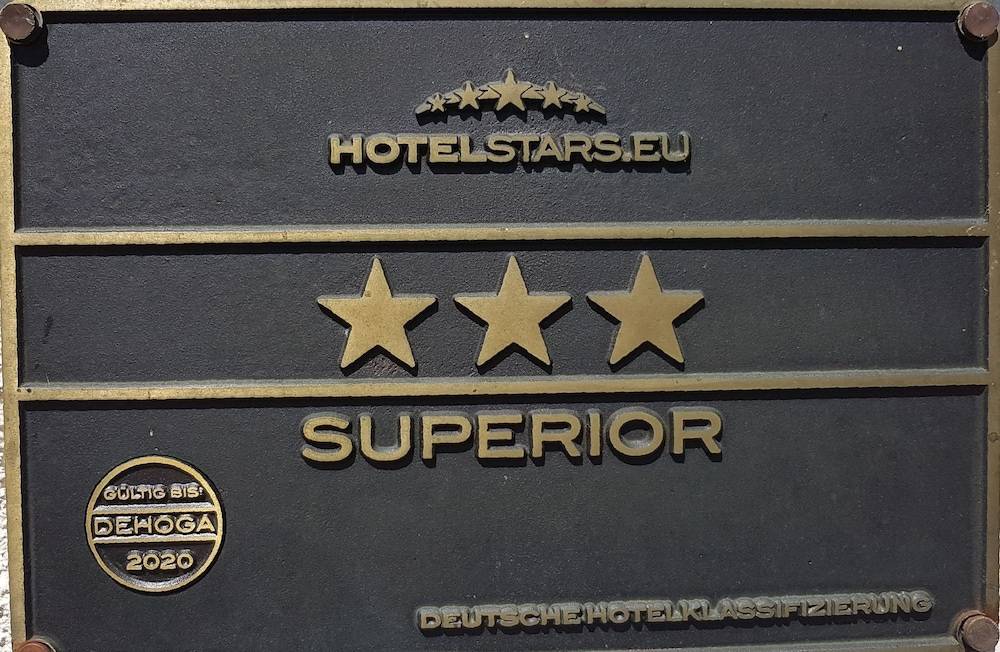 HOTELSTARS.EU
SUPERIOR
GÜLTIG BIS:
DEHOGA
2020
DEUTSCHE HOTELKLASSIFIZIERUNG